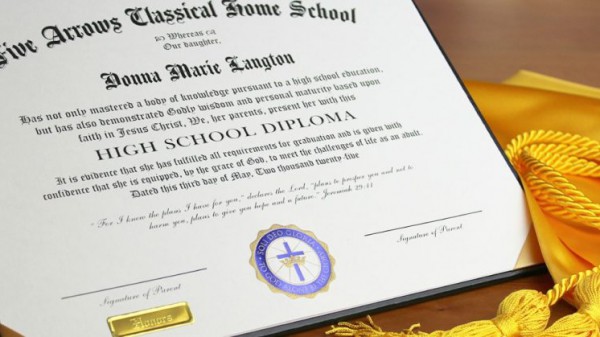 Five Arrows Classical Home School
Whereas
Our daughter,
Donna Marie Langton
Has not only mastered a body of knowledge pursuant to a high school education,
but has also demonstrated Godly wisdom and personal maturity based upon
faith in Jesus Christ, We, her parents, present her with this
HIGH SCHOOL DIPLOMA
It is evidence that she has fulfilled all requirements for graduation and is given with
confidence that she is equipped, by the grace of God, to meet the challenges of life as an adult.
Dated this third day of May, Two thousand twenty-five
"For I know the plans I have for you," declares the Lord, "plans to prosper you and not to
harm you, plans to give you hope and a future." Jeremiah 29:11
SOLI DEO GLORIA
Signature of Parent
Signature of Parent
Honors